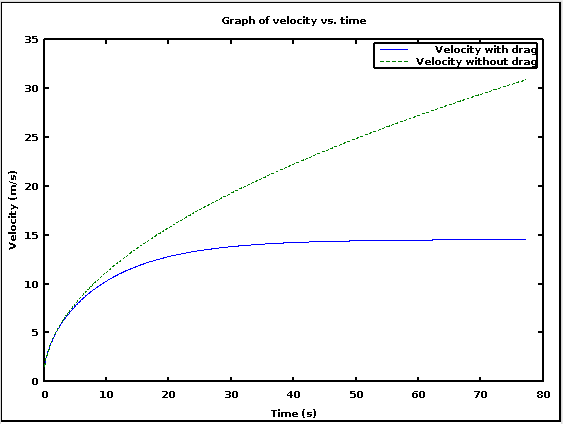 Graph of velocity vs. time
Velocity with drag
Velocity without drag
35
30
25
20
15
10
5
0
Velocity (m/s)
0 10 20 30 40 50 60 70 80
Time (s)